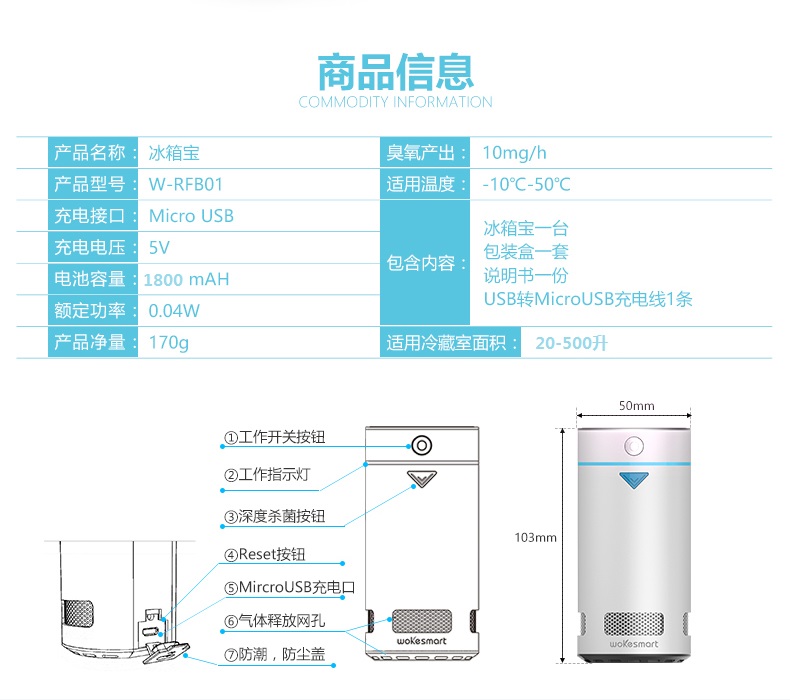 商品信息
COMMODITY INFORMATION
产品名称： 冰箱宝
臭氧产出： 10mg/h
产品型号： W-RFB01
适用温度： -10℃-50℃
充电接口： Micro USB
充电电压： 5V
电池容量： 1800 mAH
额定功率： 0.04W
产品净量： 170g
包含内容：
冰箱宝一台
包装盒一套
说明书一份
USB转MicroUSB充电线1条
适用冷藏室面积： 20-500升
①工作开关按钮
②工作指示灯
③深度杀菌按钮
④Reset按钮
⑤MircroUSB充电口
⑥气体释放网孔
⑦防潮，防尘盖
woKesmart
50mm
103mm
woKesmart